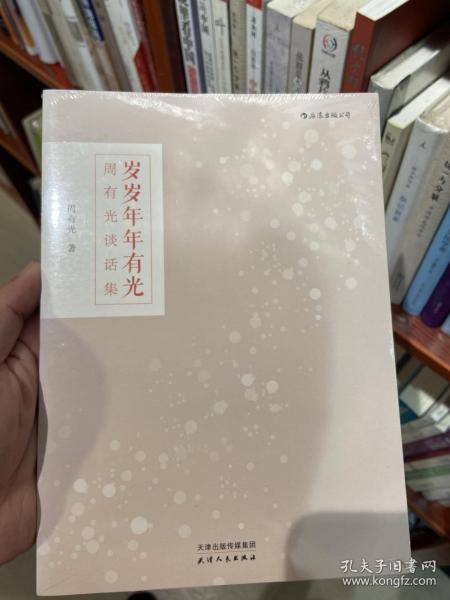 后浪出版公司
岁岁年年有光
周有光谈话集
周有光 著
天津出版传媒集团
天津人民出版社
孔夫子旧书网
www.kongfz.com